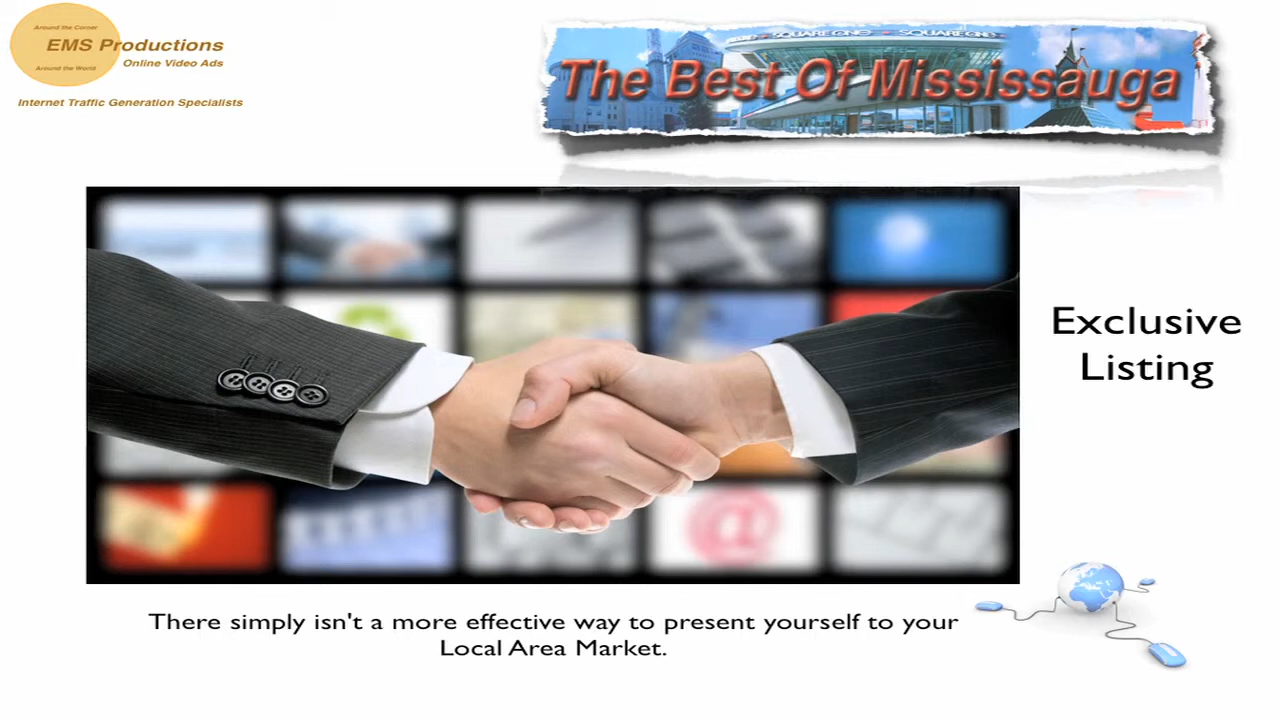 Around the Corner
EMS Productions
Online Video Ads
Around the World
Internet Traffic Generation Specialists
SQUARE ONE SQUARE ONE
The Best Of Mississauga
Exclusive
Listing
There simply isn't a more effective way to present yourself to your
Local Area Market.